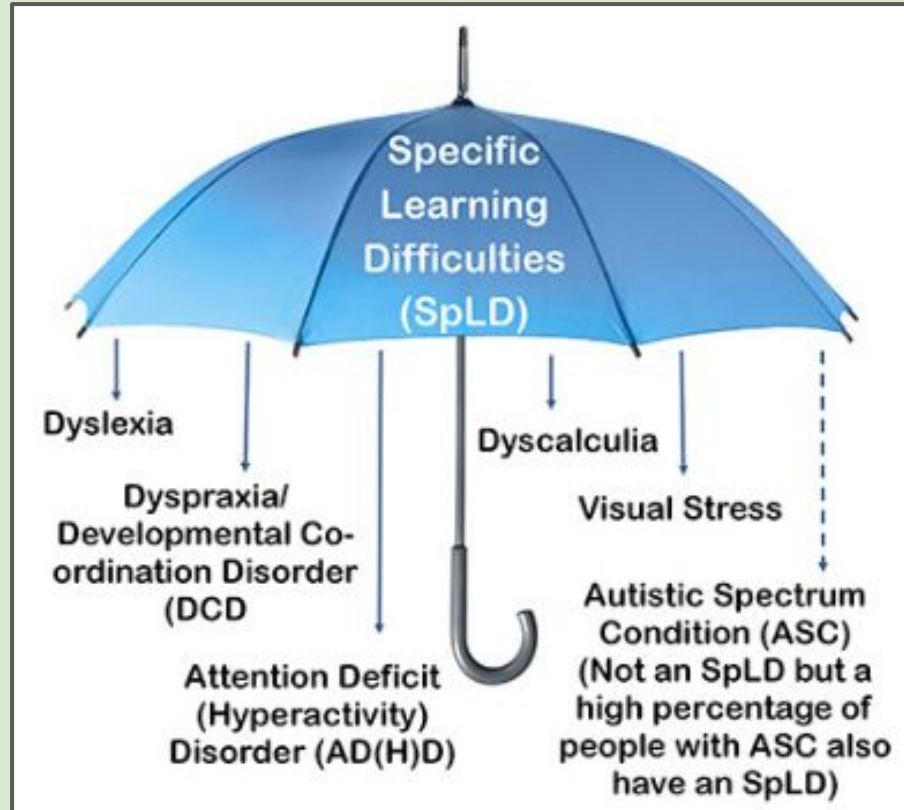 Specific
Learning
Difficulties
(SpLD)
Dyslexia
Dyspraxia/
Developmental Co-
ordination Disorder
(DCD
Attention Deficit
(Hyperactivity)
Disorder (AD(H)D)
Dyscalculia
Visual Stress
Autistic Spectrum
Condition (ASC)
(Not an SpLD but a
high percentage of
people with ASC also
have an SpLD)